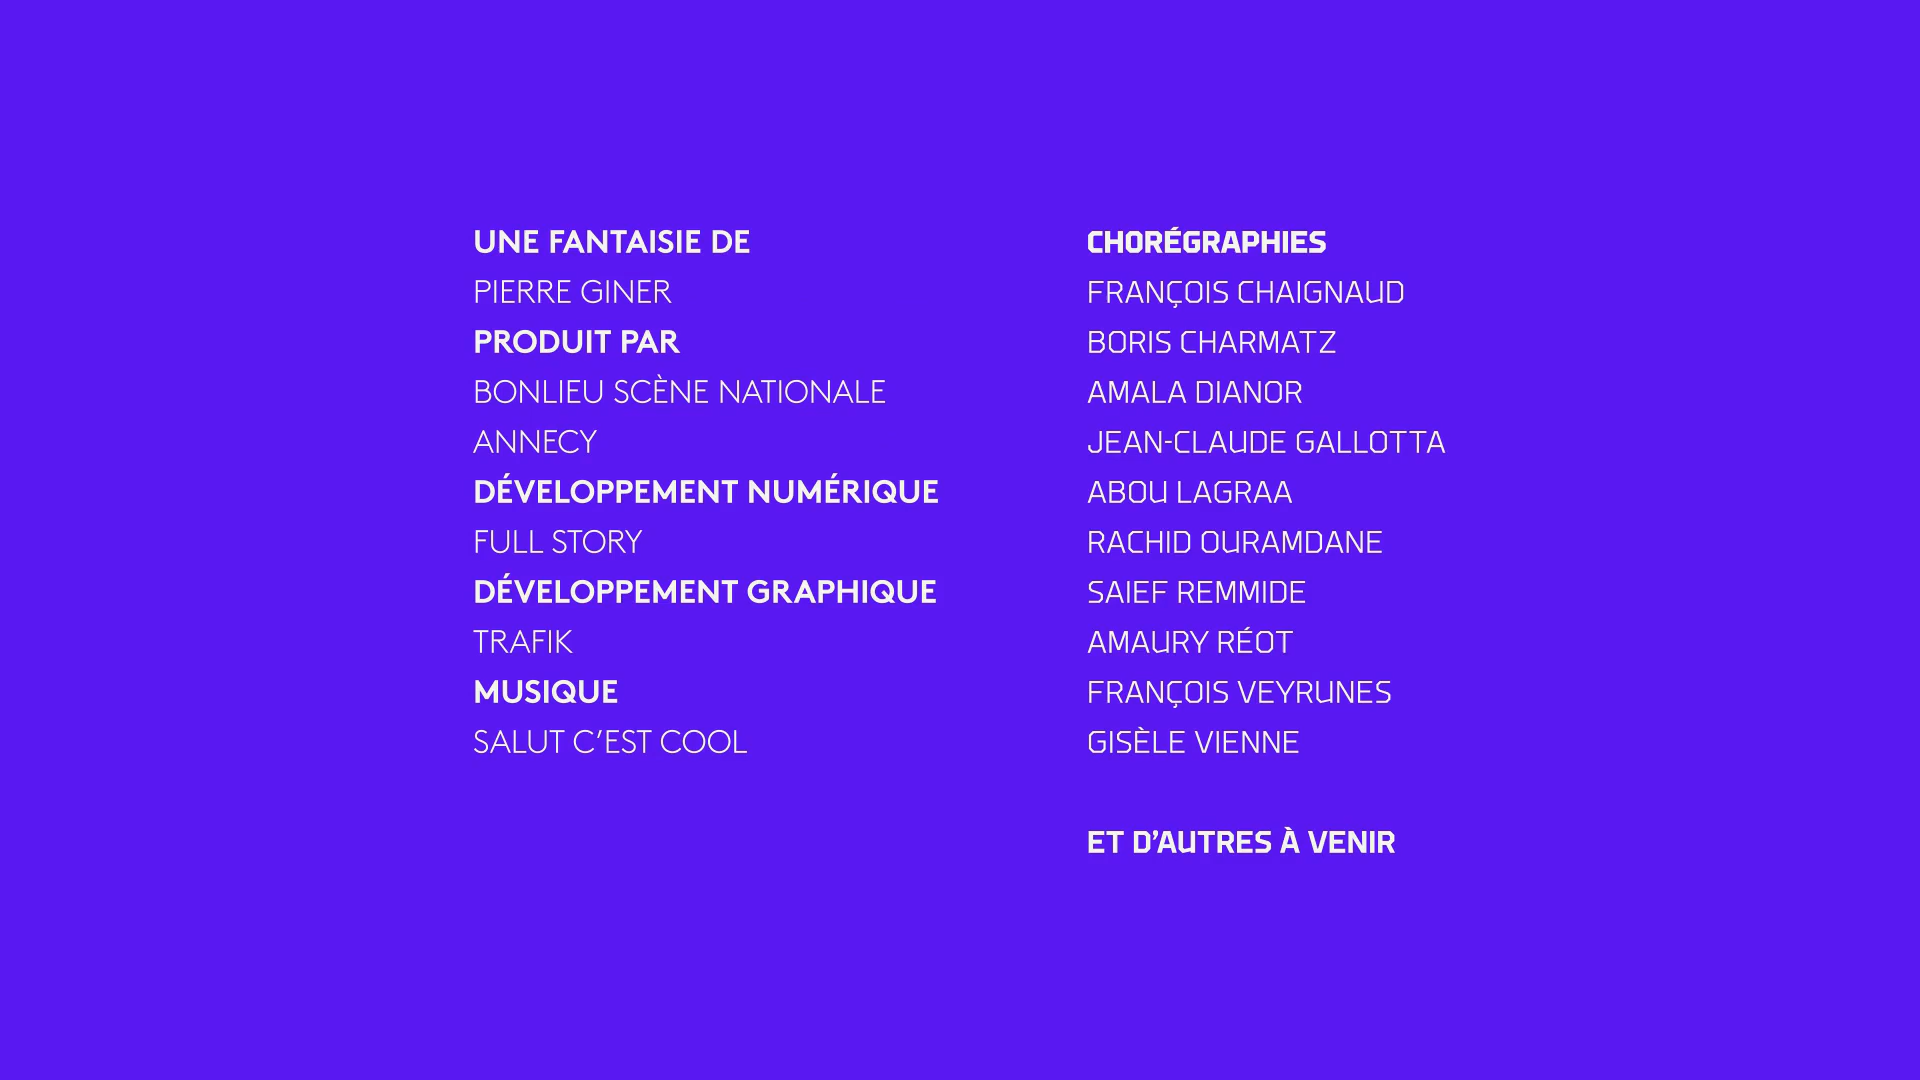 UNE FANTAISIE DE
PIERRE GINER
PRODUIT PAR
BONLIEU SCÈNE NATIONALE
ANNECY
DÉVELOPPEMENT NUMÉRIQUE
FULL STORY
DÉVELOPPEMENT GRAPHIQUE
TRAFIK
MUSIQUE
SALUT C’EST COOL
CHORÉGRAPHIES
FRANÇOIS CHAIGNAUD
BORIS CHARMATZ
AMALA DIANOR
JEAN-CLAUDE GALLOTTA
ABOU LAGRAA
RACHID OURAMDANE
SAIEF REMMIDE
AMAURY RÉOT
FRANÇOIS VEYRUNES
GISÈLE VIENNE
ET D’AUTRES À VENIR